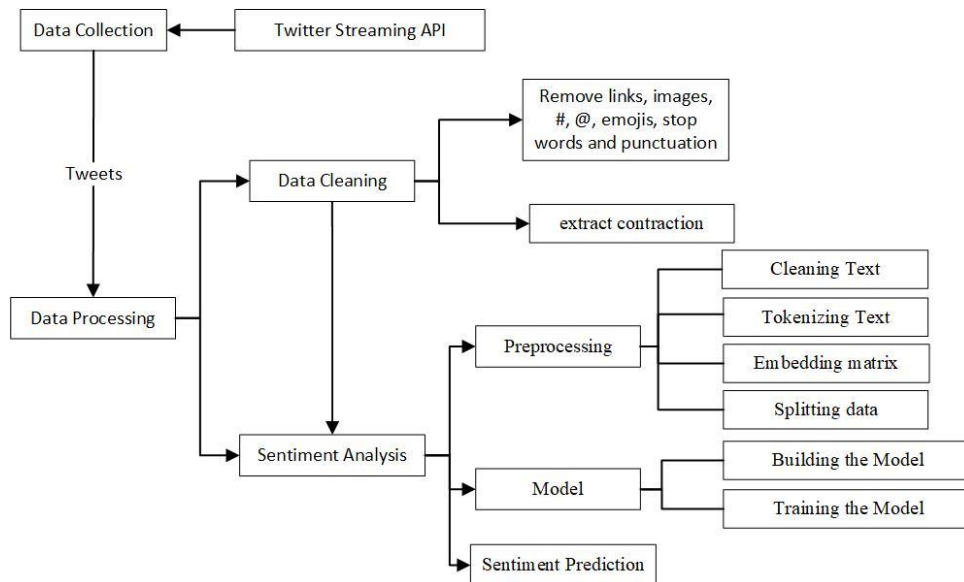 Data Collection
Twitter Streaming API
Remove links, images,
#, @, emojis, stop
words and punctuation
Tweets
Data Cleaning
extract contraction
Cleaning Text
Data Processing
Tokenizing Text
Preprocessing
Embedding matrix
Splitting data
Sentiment Analysis
Building the Model
Model
Training the Model
Sentiment Prediction